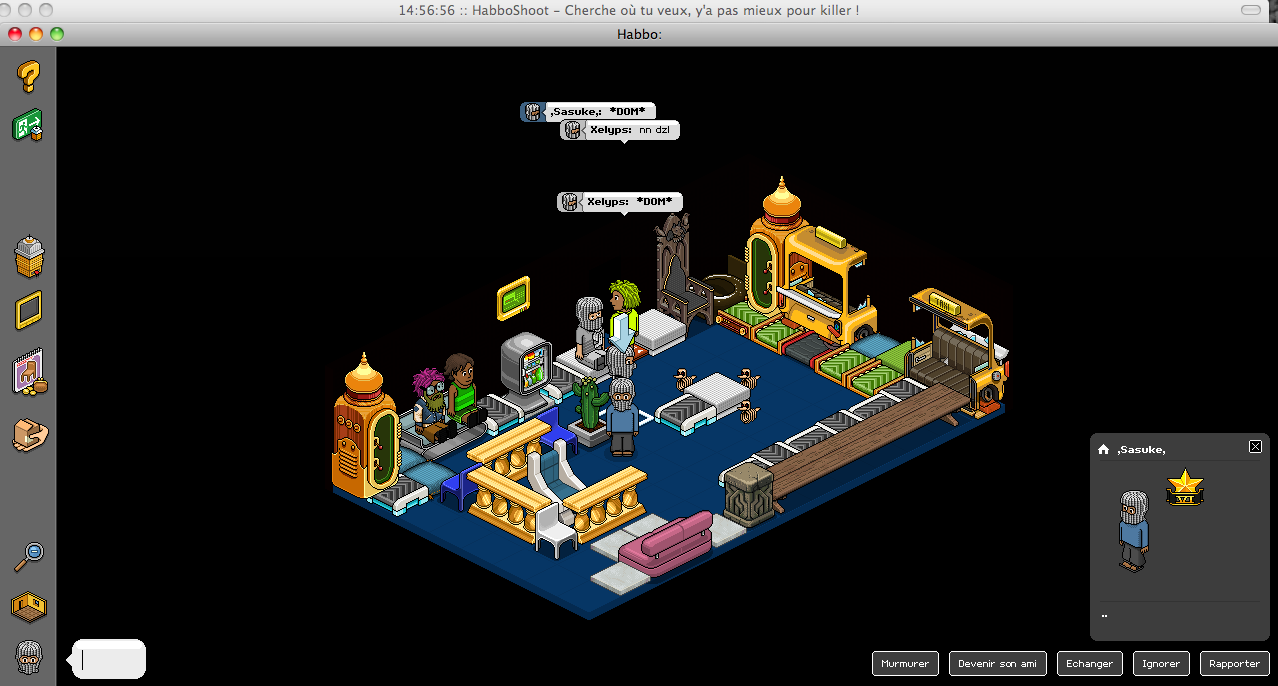 14:56:56 :: HabboShoot - Cherche où tu veux, y'a pas mieux pour killer !
Habbo:
,Sasuke,: *DOM*
Xelyps: nn dzl
Xelyps: *DOM*
,Sasuke,
..
Murmurer
Devenir son ami
Echanger
Ignorer
Rapporter